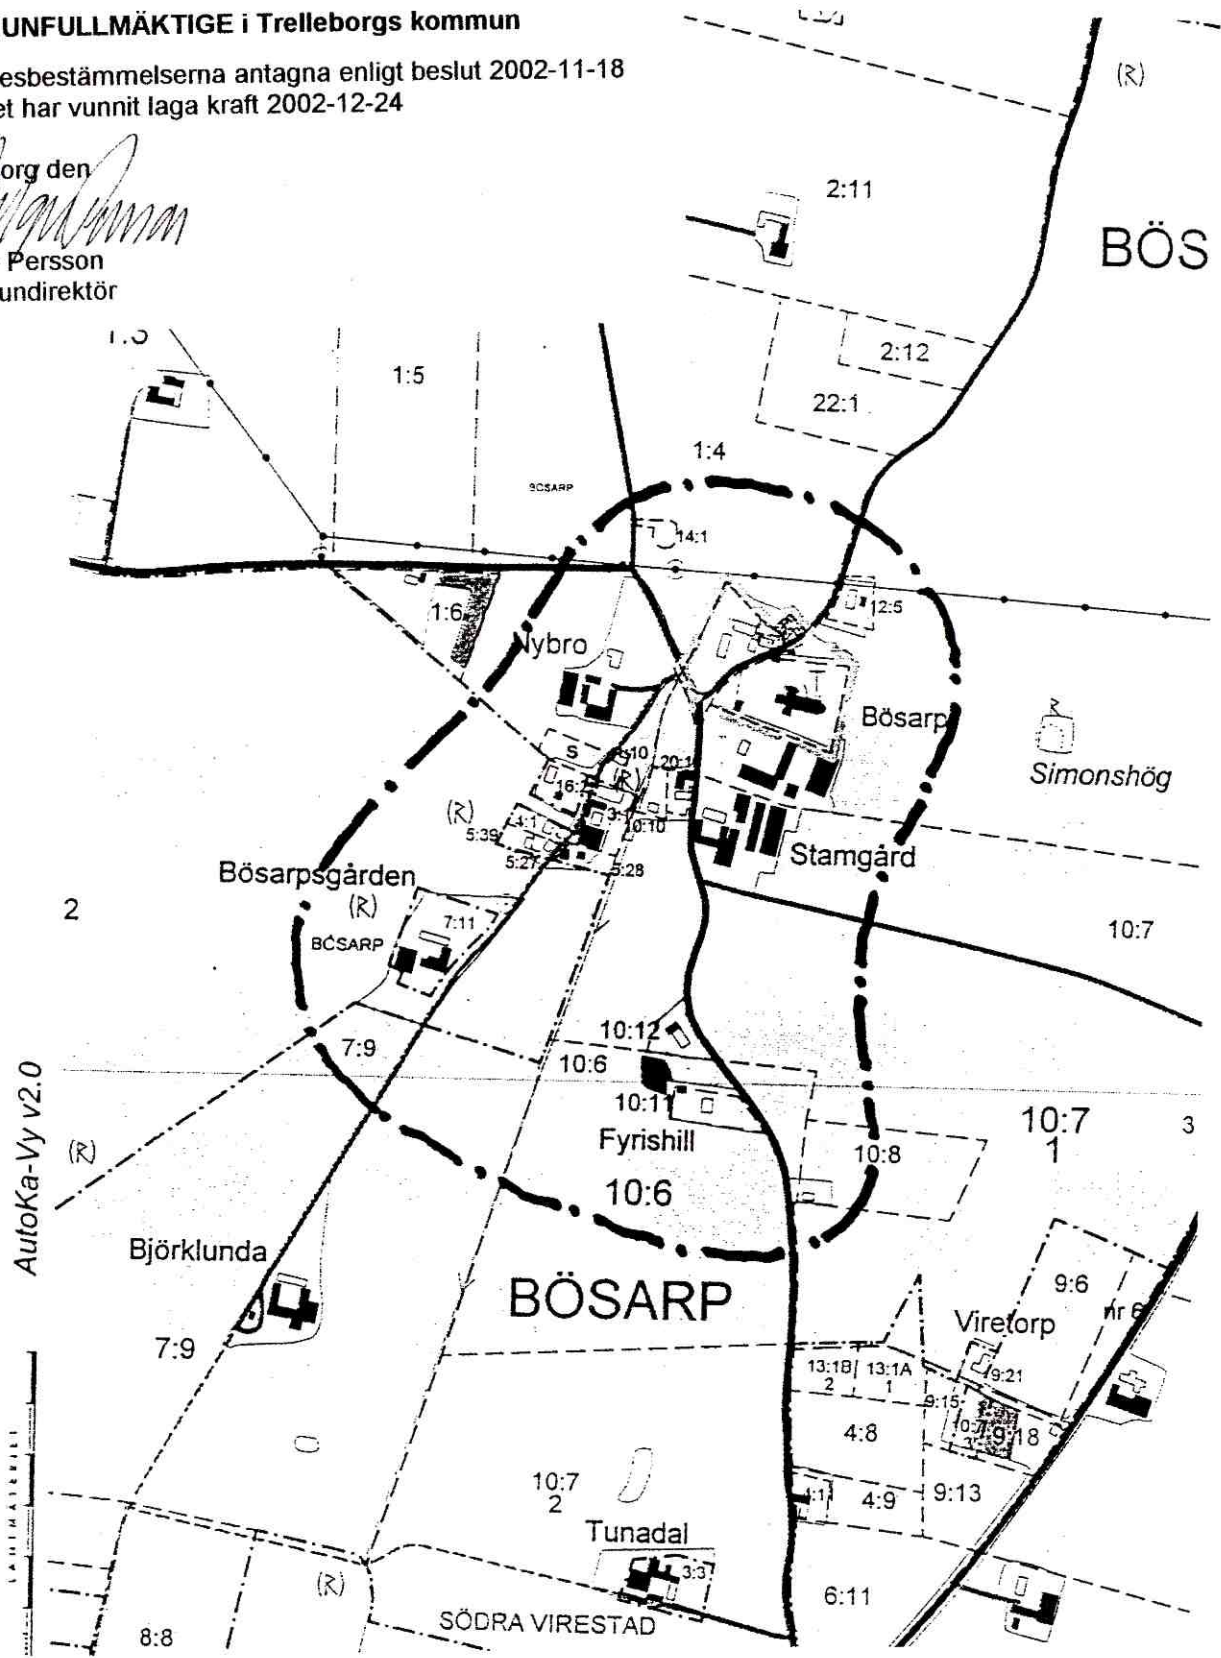 UNFULLMÄKTIGE i Trelleborgs kommun
esbestämmelserna antagna enligt beslut 2002-11-18
et har vunnit laga kraft 2002-12-24
org den
Persson
undirektör
(R)
2:11
BÖS
2:12
22:1
1:5
1:4
BÖSARP
14:1
12:5
1:6
Nybro
Bösarp
R
Simonshög
S
20:1
16:2
(R)
(R)
4:1
3:1
10:10
5:39
5:27
5:28
Stamgård
Bösarpsgården
(R)
2
7:11
BÖSARP
10:7
10:12
7:9
10:6
10:11
10:7
1
3
Fyrishill
10:8
(R)
10:6
AutoKa-Vy v2.0
Björklunda
BÖSARP
9:6
Viretorp
nr 6
7:9
13:1B
2
13:1A
1
9:21
9:15
9:18
4:8
10:7
2
4:9
9:13
Tunadal
3:3
(R)
6:11
SÖDRA VIRESTAD
8:8
LANTMÄTERIET